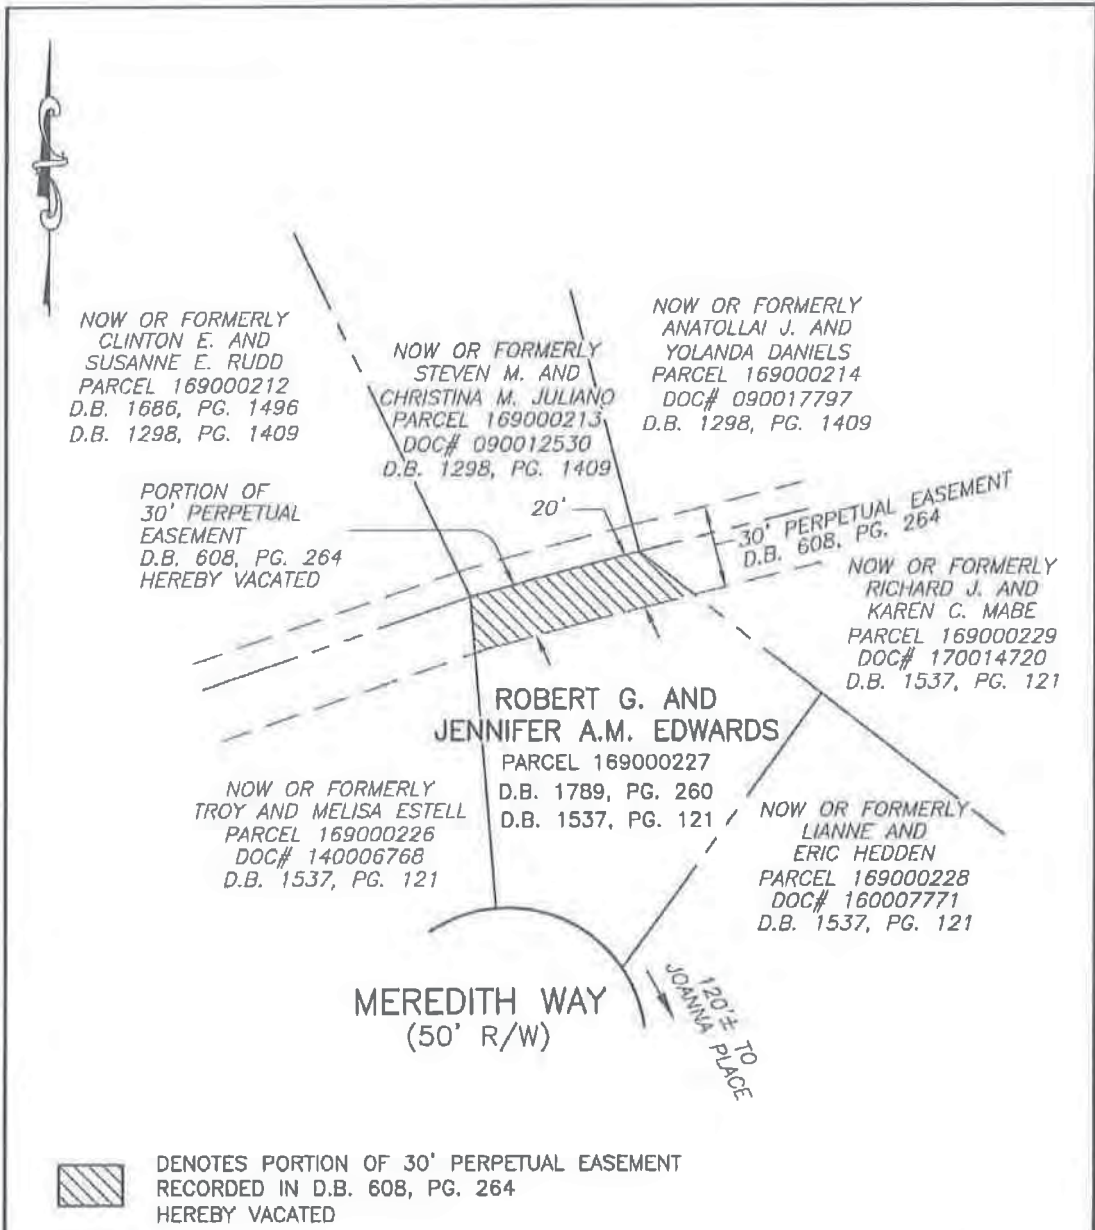 NOW OR FORMERLY
CLINTON E. AND
SUSANNE E. RUDD
PARCEL 169000212
D.B. 1686, PG. 1496
D.B. 1298, PG. 1409
NOW OR FORMERLY
STEVEN M. AND
CHRISTINA M. JULIANO
PARCEL 169000213
DOC# 090012530
D.B. 1298, PG. 1409
NOW OR FORMERLY
ANATOLLAI J. AND
YOLANDA DANIELS
PARCEL 169000214
DOC# 090017797
D.B. 1298, PG. 1409
PORTION OF
30' PERPETUAL
EASEMENT
D.B. 608, PG. 264
HEREBY VACATED
20'
30' PERPETUAL EASEMENT
D.B. 608, PG. 264
NOW OR FORMERLY
RICHARD J. AND
KAREN C. MABE
PARCEL 169000229
DOC# 170014720
D.B. 1537, PG. 121
ROBERT G. AND
JENNIFER A.M. EDWARDS
PARCEL 169000227
D.B. 1789, PG. 260
D.B. 1537, PG. 121
NOW OR FORMERLY
TROY AND MELISA ESTELL
PARCEL 169000226
DOC# 140006768
D.B. 1537, PG. 121
NOW OR FORMERLY
LIANNE AND
ERIC HEDDEN
PARCEL 169000228
DOC# 160007771
D.B. 1537, PG. 121
MEREDITH WAY
(50' R/W)
120'± TO
JOANNA PLACE
DENOTES PORTION OF 30' PERPETUAL EASEMENT
RECORDED IN D.B. 608, PG. 264
HEREBY VACATED